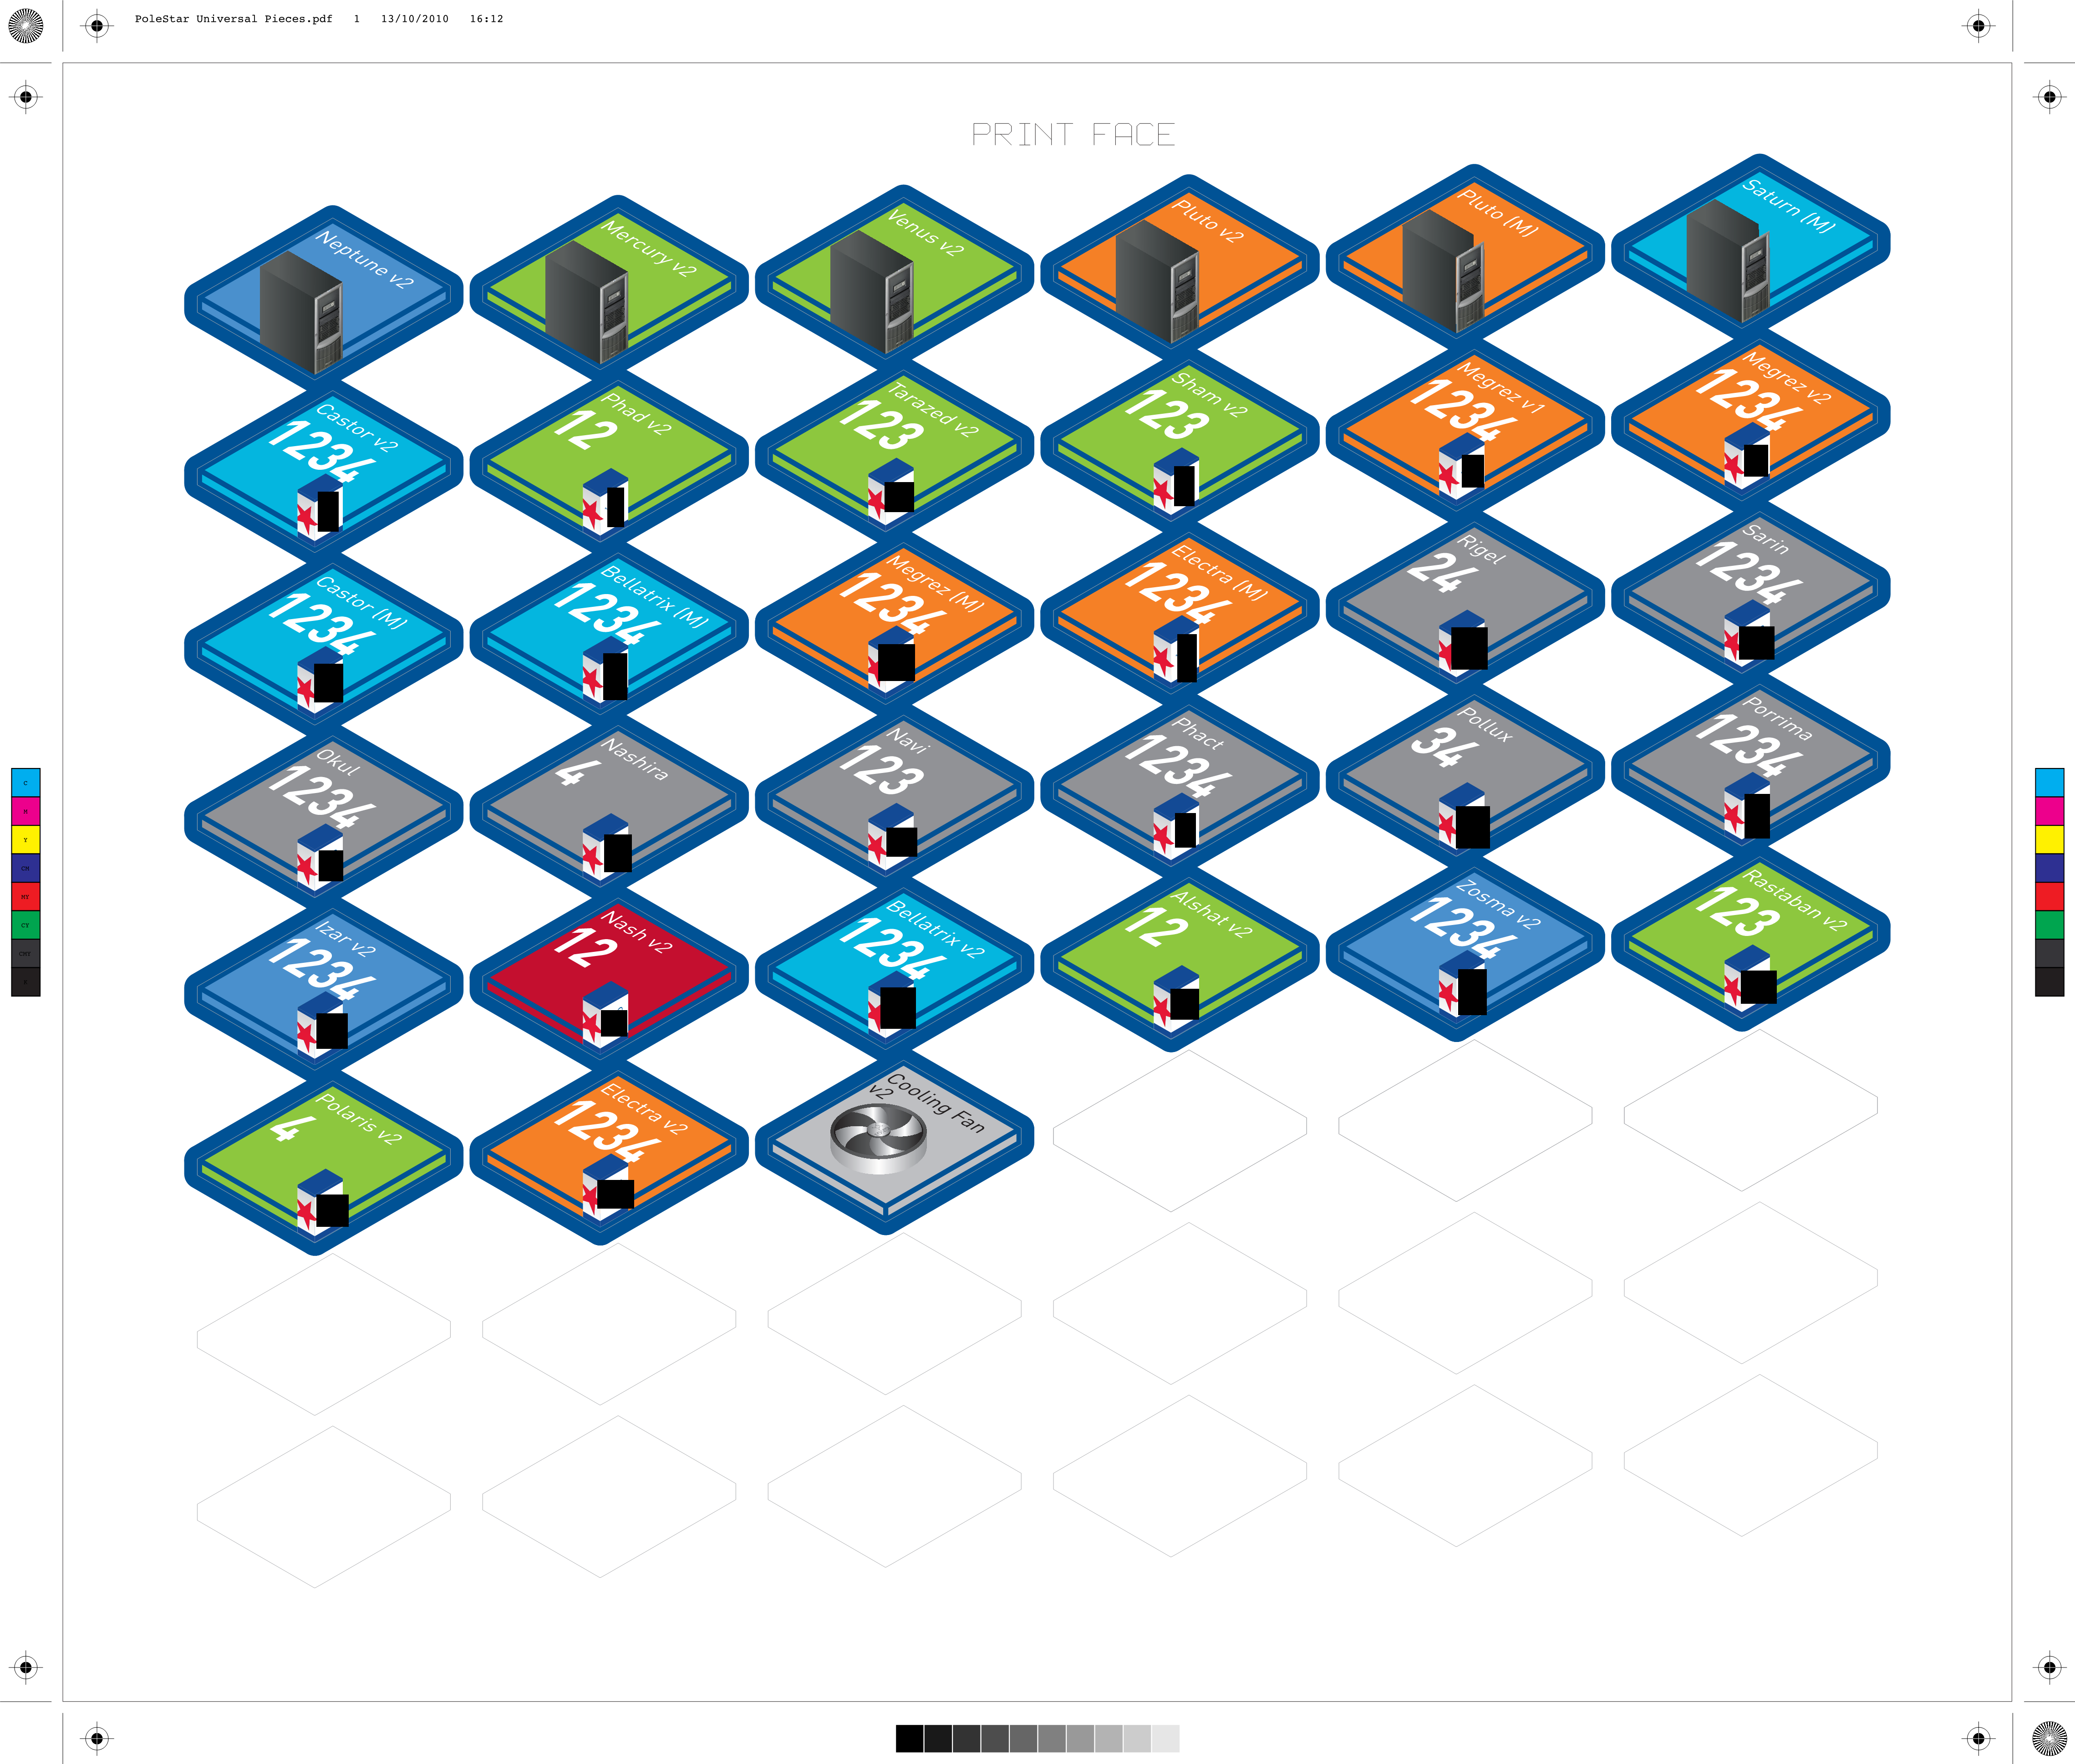 PoleStar Universal Pieces.pdf 1 13/10/2010 16:12
PRINT FACE
Neptune v2
Mercury v2
Venus v2
Pluto v2
Pluto (M)
Saturn (M)
Castor v2
1234
Phad v2
12
Tarazed v2
123
Sham v2
123
Megrez v1
1234
Megrez v2
1234
Castor (M)
1234
Bellatrix (M)
1234
Megrez (M)
1234
Electra (M)
1234
Rigel
24
Sarin
1234
Okul
1234
Nashira
4
Navi
123
Phact
1234
Pollux
34
Porrima
1234
Izar v2
1234
Nash v2
12
Bellatrix v2
1234
Alshat v2
12
Zosma v2
1234
Rastaban v2
123
Polaris v2
4
Electra v2
1234
Cooling Fan
v2
C
M
Y
CM
MY
CY
CMY